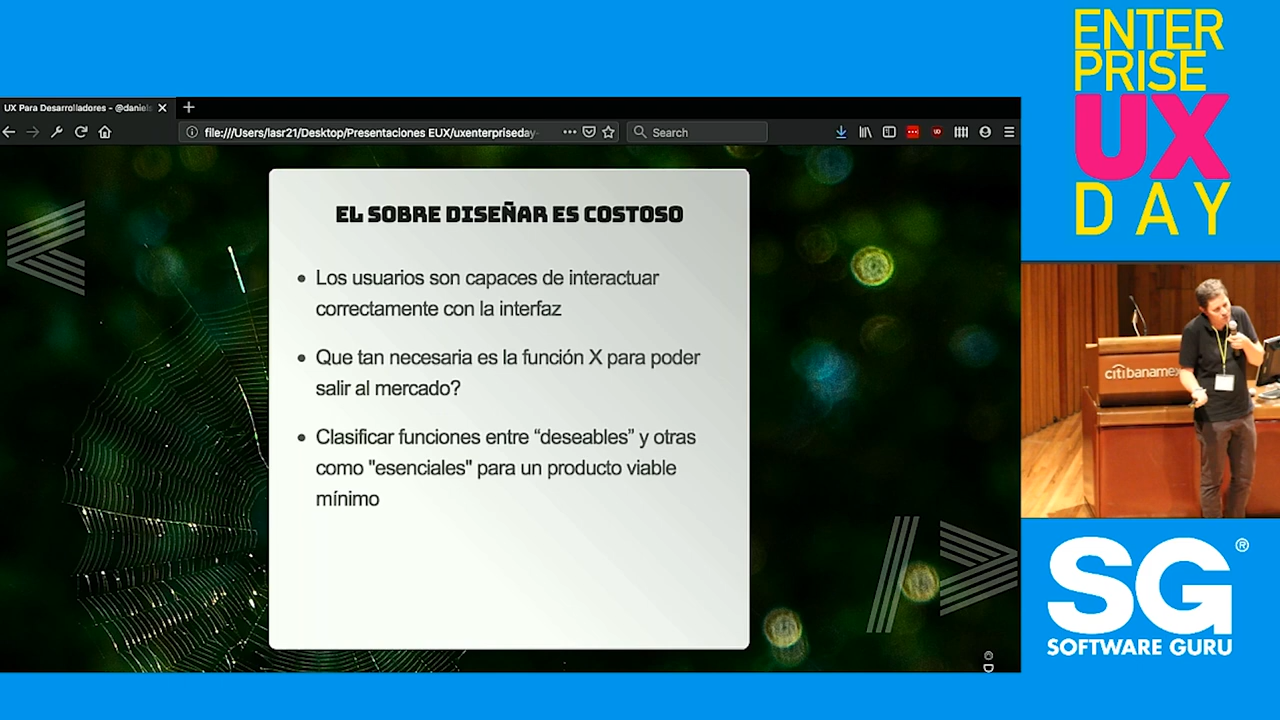 UX Para Desarrolladores - @daniel
file:///Users/lasr21/Desktop/Presentaciones EUX/uxenterpriseday-
Search
EL SOBRE DISEÑAR ES COSTOSO
• Los usuarios son capaces de interactuar
correctamente con la interfaz
• Que tan necesaria es la función X para poder
salir al mercado?
• Clasificar funciones entre “deseables” y otras
como "esenciales" para un producto viable
mínimo
© D
ENTER
PRISE
UX
DAY
citibanamex
SG®
SOFTWARE GURU